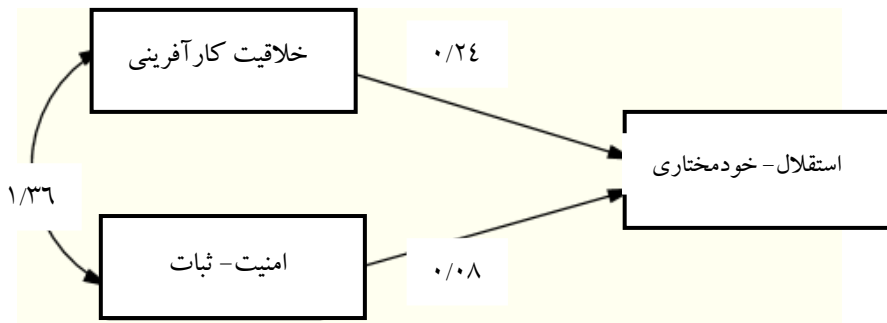 خلاقیت کارآفرینی
۰/۲٤
استقلال- خودمختاری
۱/۳٦
امنیت- ثبات
۰/۰۸